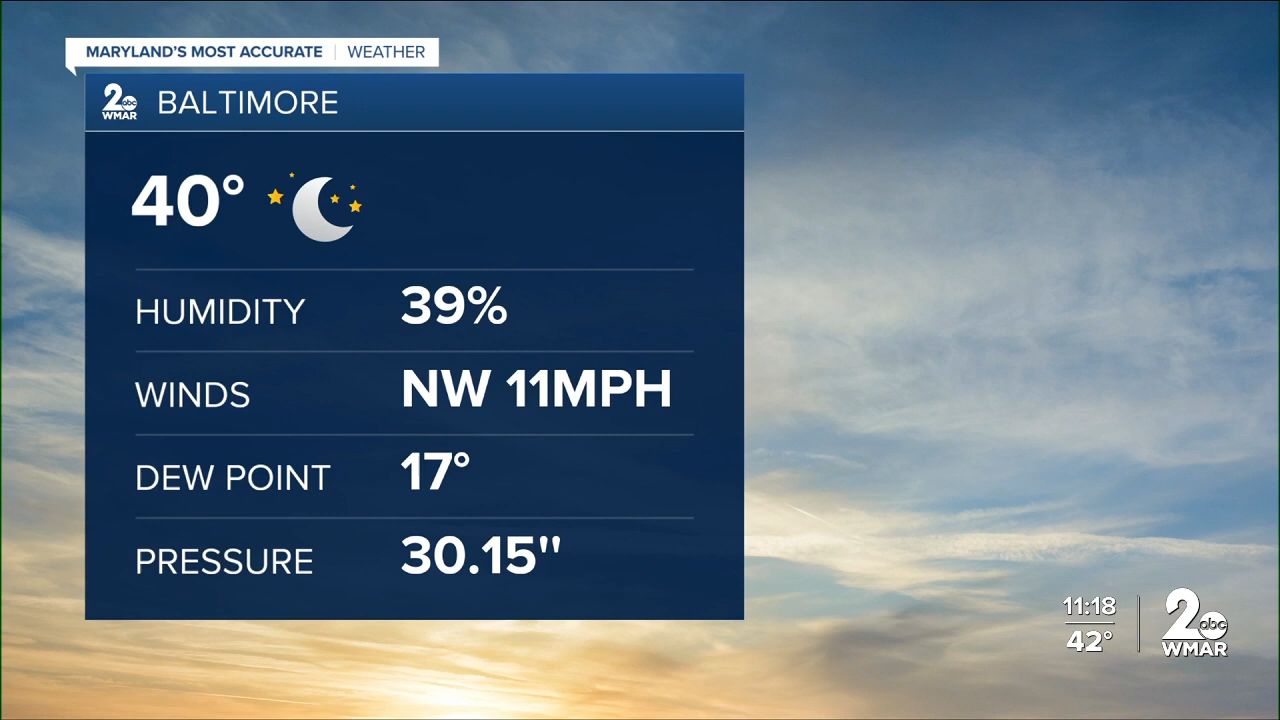 MARYLAND'S MOST ACCURATE | WEATHER
2 abc WMAR BALTIMORE
40°
HUMIDITY 39%
WINDS NW 11MPH
DEW POINT 17°
PRESSURE 30.15"
11:18
42°
2 abc
WMAR